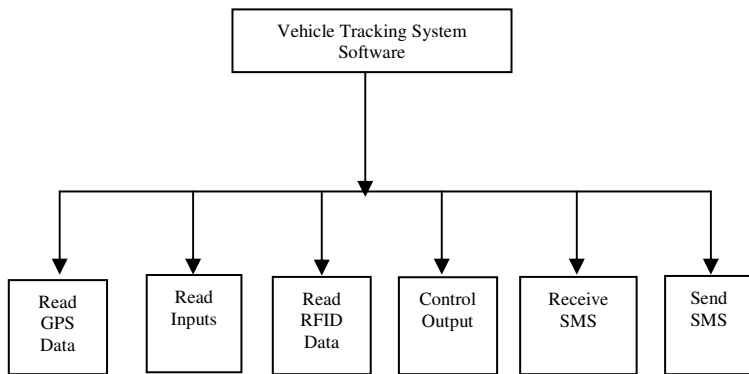 Vehicle Tracking System
Software
Read
GPS
Data
Read
Inputs
Read
RFID
Data
Control
Output
Receive
SMS
Send
SMS